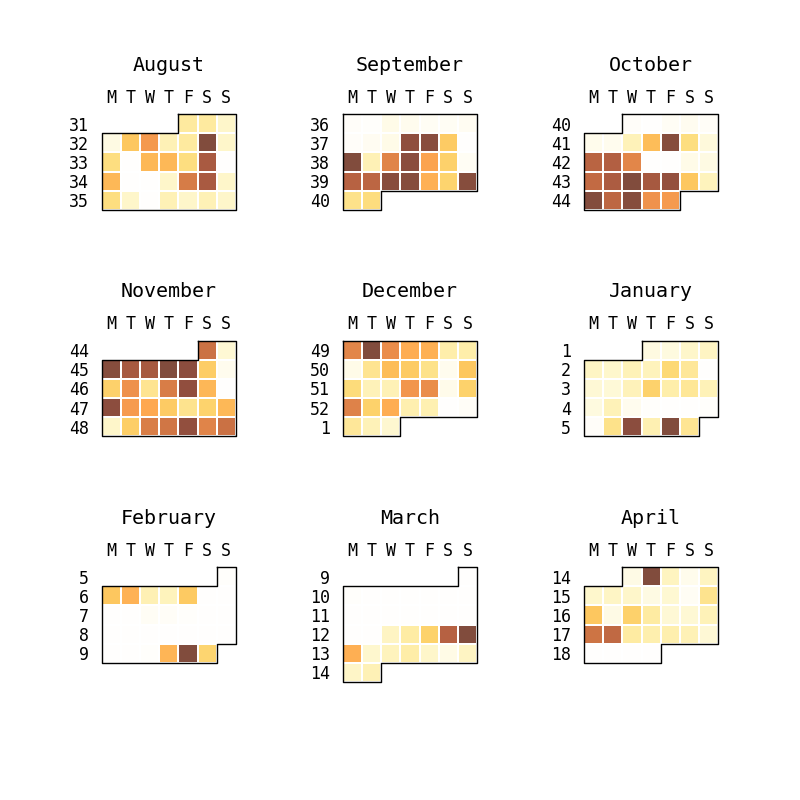 August
M T W T F S S
31
32
33
34
35
September
M T W T F S S
36
37
38
39
40
October
M T W T F S S
40
41
42
43
44
November
M T W T F S S
44
45
46
47
48
December
M T W T F S S
49
50
51
52
1
January
M T W T F S S
1
2
3
4
5
February
M T W T F S S
5
6
7
8
9
March
M T W T F S S
9
10
11
12
13
14
April
M T W T F S S
14
15
16
17
18